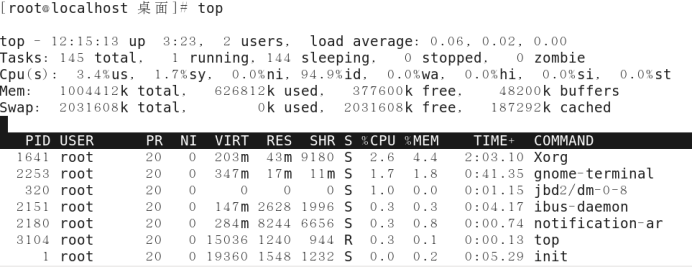 [root@localhost 桌面]# top
top - 12:15:13 up  3:23,  2 users,  load average: 0.06, 0.02, 0.00
Tasks: 145 total,   1 running, 144 sleeping,   0 stopped,   0 zombie
Cpu(s):  3.4%us,  1.7%sy,  0.0%ni, 94.9%id,  0.0%wa,  0.0%hi,  0.0%si,  0.0%st
Mem:   1004412k total,   626812k used,   377600k free,    48200k buffers
Swap:  2031608k total,        0k used,  2031608k free,   187292k cached
PID USER      PR  NI  VIRT  RES  SHR S %CPU %MEM    TIME+  COMMAND
1641 root      20   0  203m  43m 9180 S  2.6  4.4   2:03.10 Xorg
2253 root      20   0  347m  17m  11m S  1.7  1.8   0:41.35 gnome-terminal
320 root      20   0     0    0    0 S  1.0  0.0   0:01.15 jbd2/dm-0-8
2151 root      20   0  147m 2628 1996 S  0.3  0.3   0:04.17 ibus-daemon
2180 root      20   0  284m 8244 6656 S  0.3  0.8   0:00.74 notification-ar
3104 root      20   0 15036 1240  944 R  0.3  0.1   0:00.13 top
1 root      20   0 19360 1548 1232 S  0.0  0.2   0:05.29 init